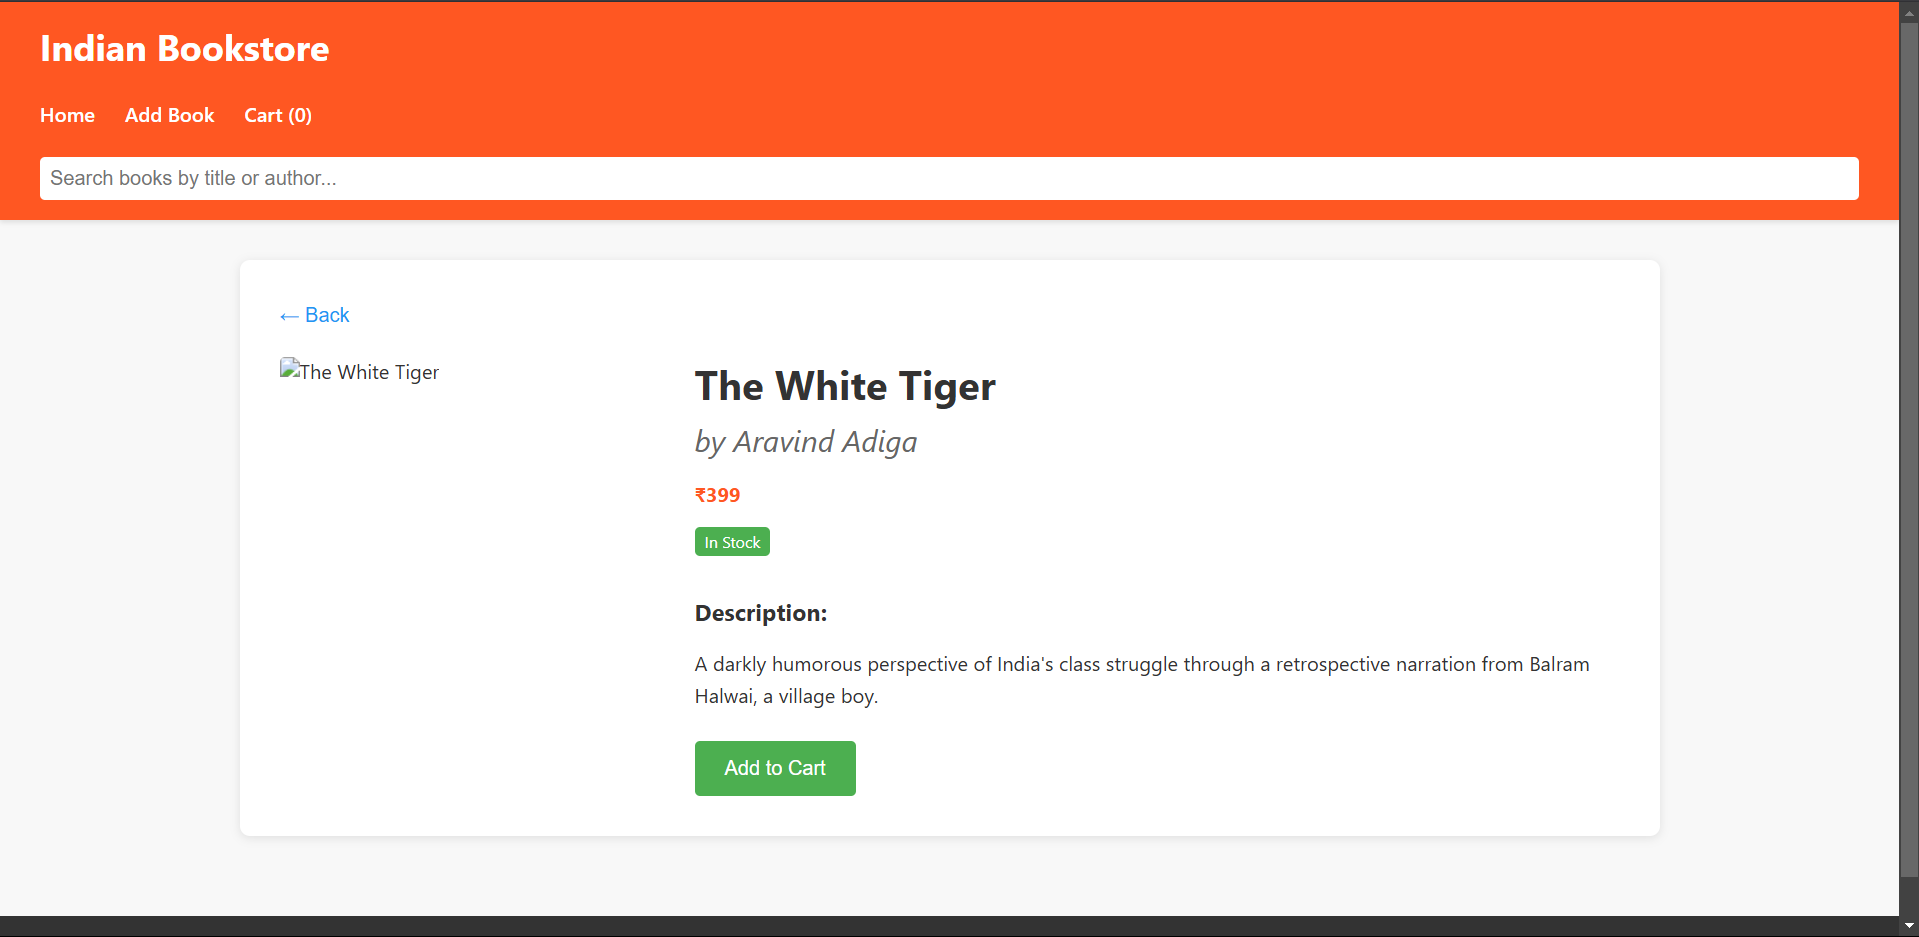 Indian Bookstore
Home Add Book Cart (0)
Search books by title or author...
← Back
The White Tiger
The White Tiger
by Aravind Adiga
₹399
In Stock
Description:
A darkly humorous perspective of India's class struggle through a retrospective narration from Balram
Halwai, a village boy.
Add to Cart